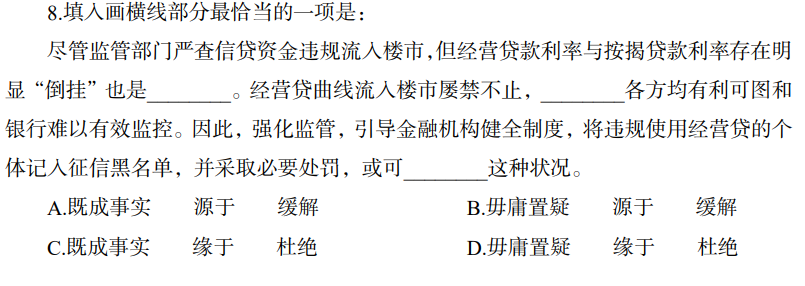 8.填入画横线部分最恰当的一项是：
尽管监管部门严查信贷资金违规流入楼市,但经营贷款利率与按揭贷款利率存在明
显“倒挂”也是________。经营贷曲线流入楼市屡禁不止，________各方均有利可图和
银行难以有效监控。因此，强化监管，引导金融机构健全制度，将违规使用经营贷的个
体记入征信黑名单，并采取必要处罚，或可________这种状况。
A.既成事实 源于 缓解 B.毋庸置疑 源于 缓解
C.既成事实 缘于 杜绝 D.毋庸置疑 缘于 杜绝